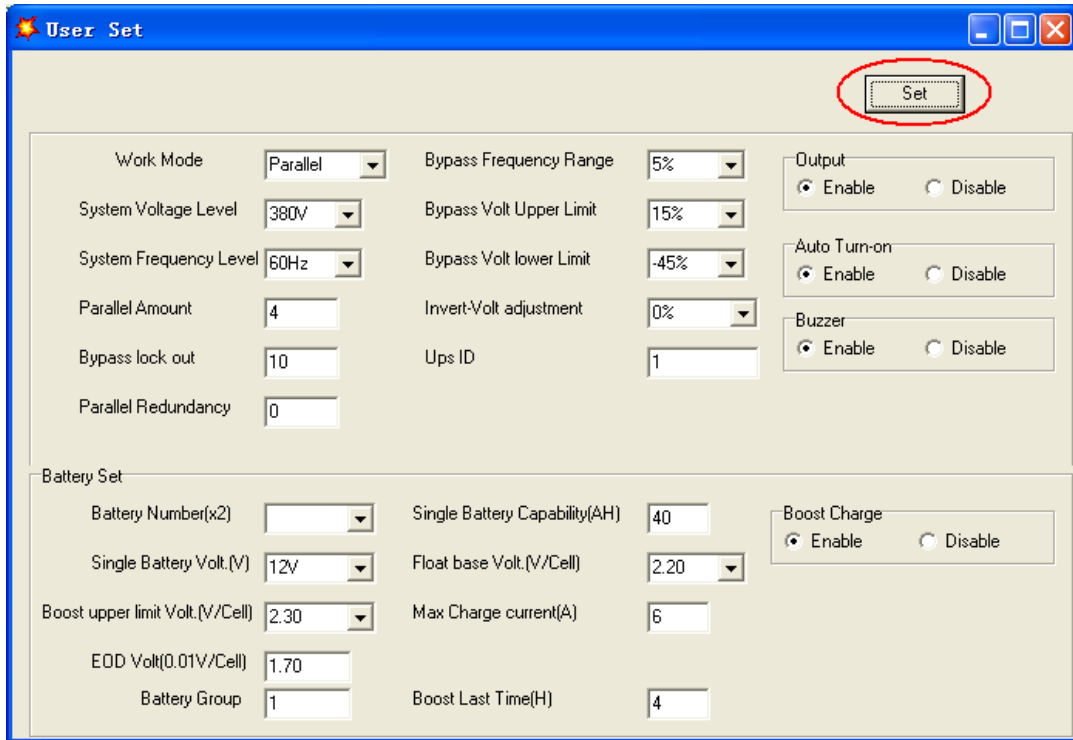 User Set
Set
Work Mode Parallel Bypass Frequency Range 5% Output
Enable Disable
System Voltage Level 380V Bypass Volt Upper Limit 15%
System Frequency Level 60Hz Bypass Volt lower Limit -45% Auto Turn-on
Enable Disable
Parallel Amount 4 Invert-Volt adjustment 0% Buzzer
Enable Disable
Bypass lock out 10 Ups ID 1
Parallel Redundancy 0
Battery Set
Battery Number(x2) Single Battery Capability(AH) 40 Boost Charge
Enable Disable
Single Battery Volt.(V) 12V Float base Volt.(V/Cell) 2.20
Boost upper limit Volt.(V/Cell) 2.30 Max Charge current(A) 6
EOD Volt(0.01V/Cell) 1.70
Battery Group 1 Boost Last Time(H) 4